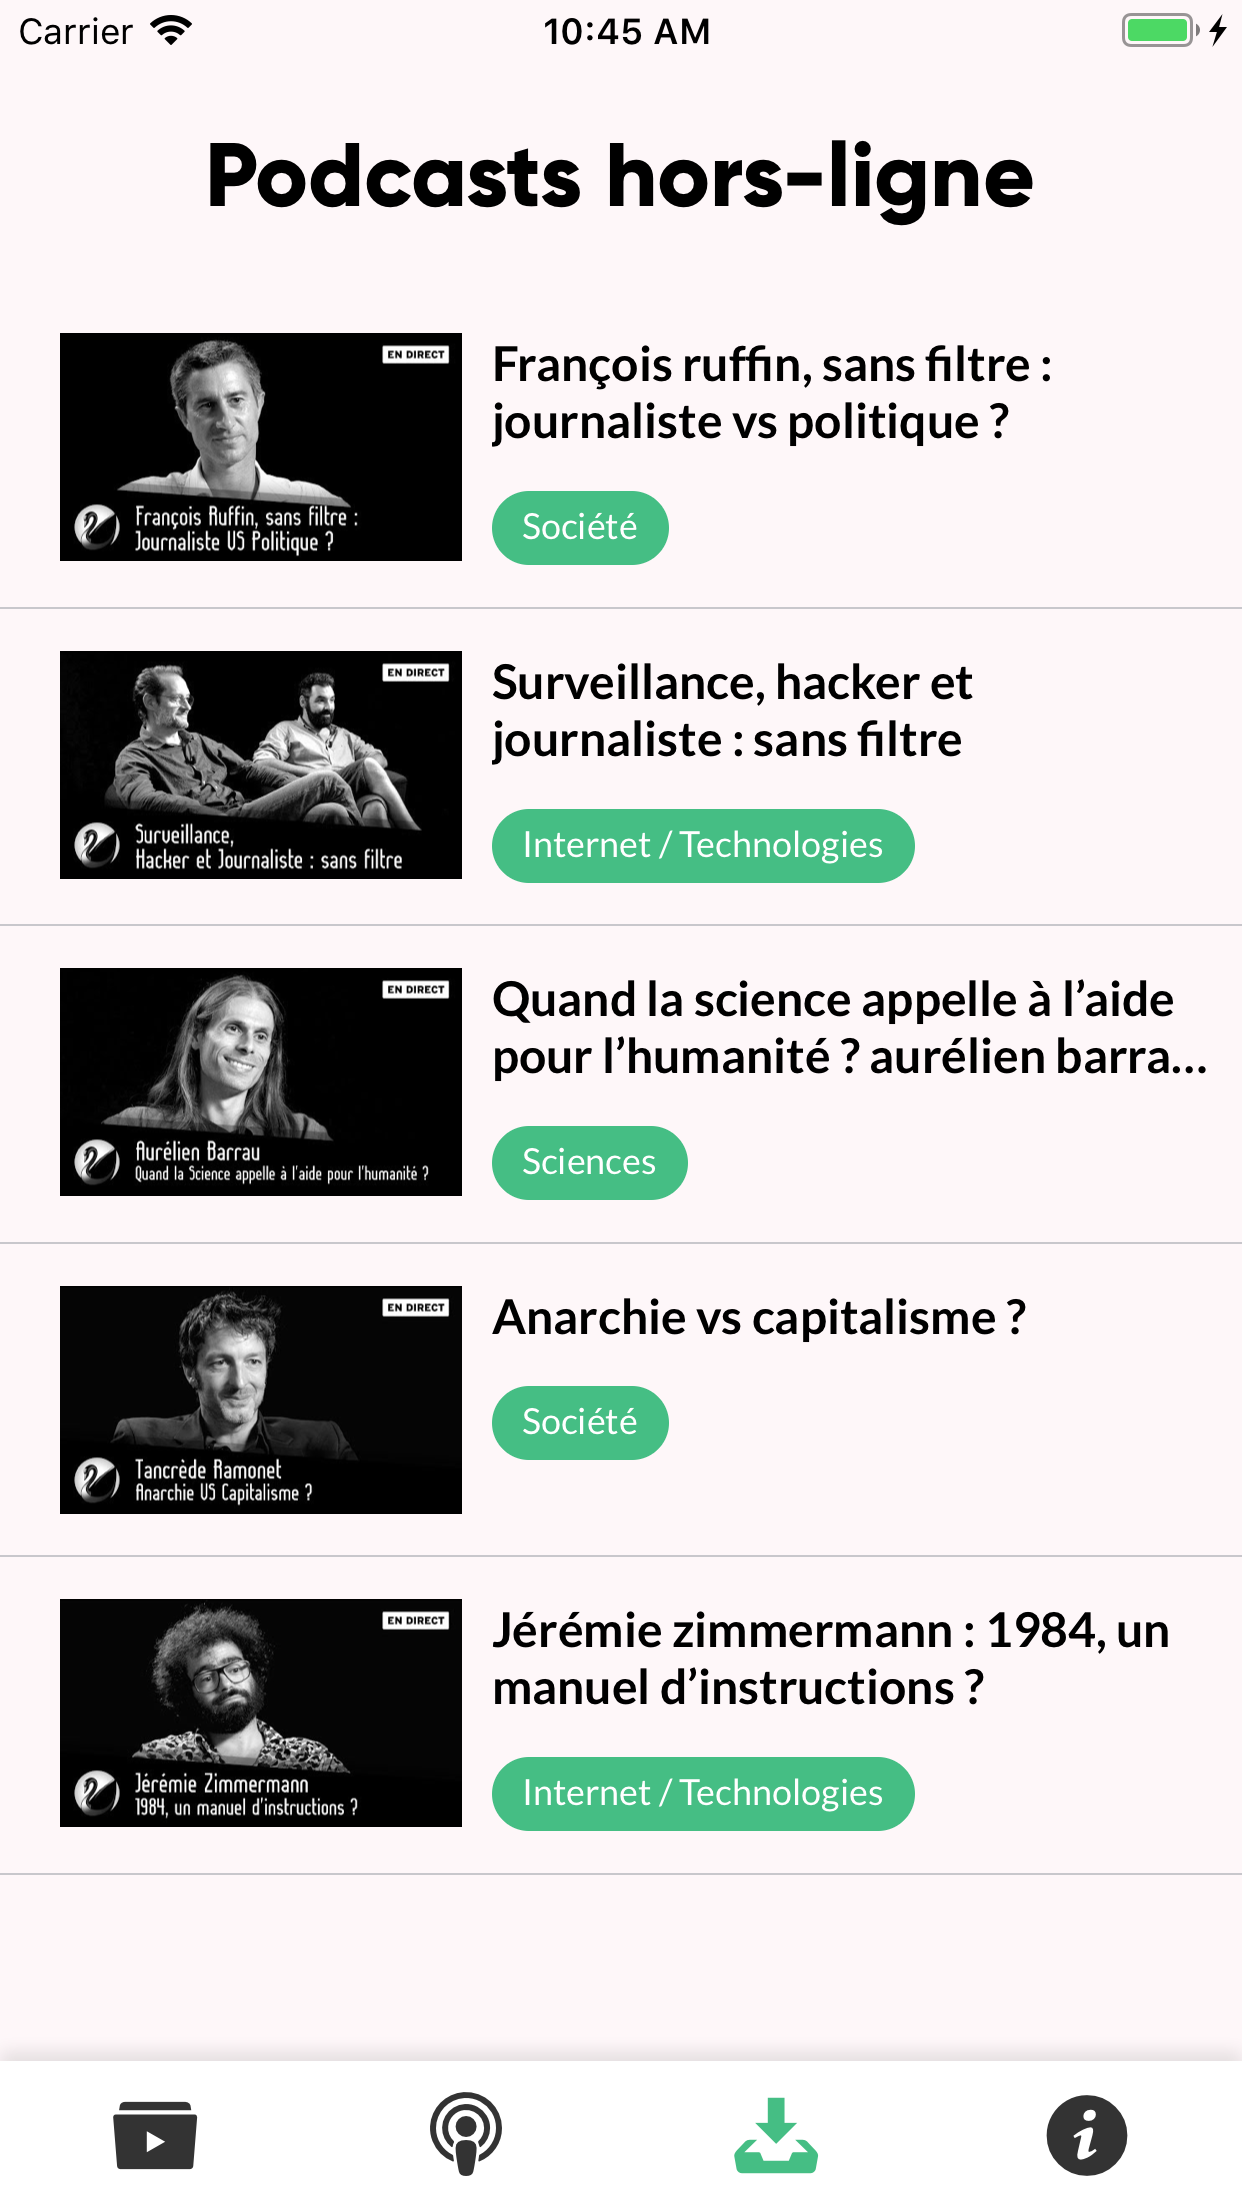 Carrier
10:45 AM
Podcasts hors-ligne
EN DIRECT
François Ruffin, sans filtre :
Journaliste US Politique ?
François ruffin, sans filtre :
journaliste vs politique ?
Société
EN DIRECT
Surveillance,
Hacker et Journaliste : sans filtre
Surveillance, hacker et
journaliste : sans filtre
Internet / Technologies
EN DIRECT
Aurélien Barrau
Quand la Science appelle à l'aide pour l'humanité ?
Quand la science appelle à l’aide
pour l’humanité ? aurélien barra...
Sciences
EN DIRECT
Tancrède Ramonet
Anarchie US Capitalisme ?
Anarchie vs capitalisme ?
Société
EN DIRECT
Jérémie Zimmermann
1984, un manuel d'instructions ?
Jérémie zimmermann : 1984, un
manuel d’instructions ?
Internet / Technologies